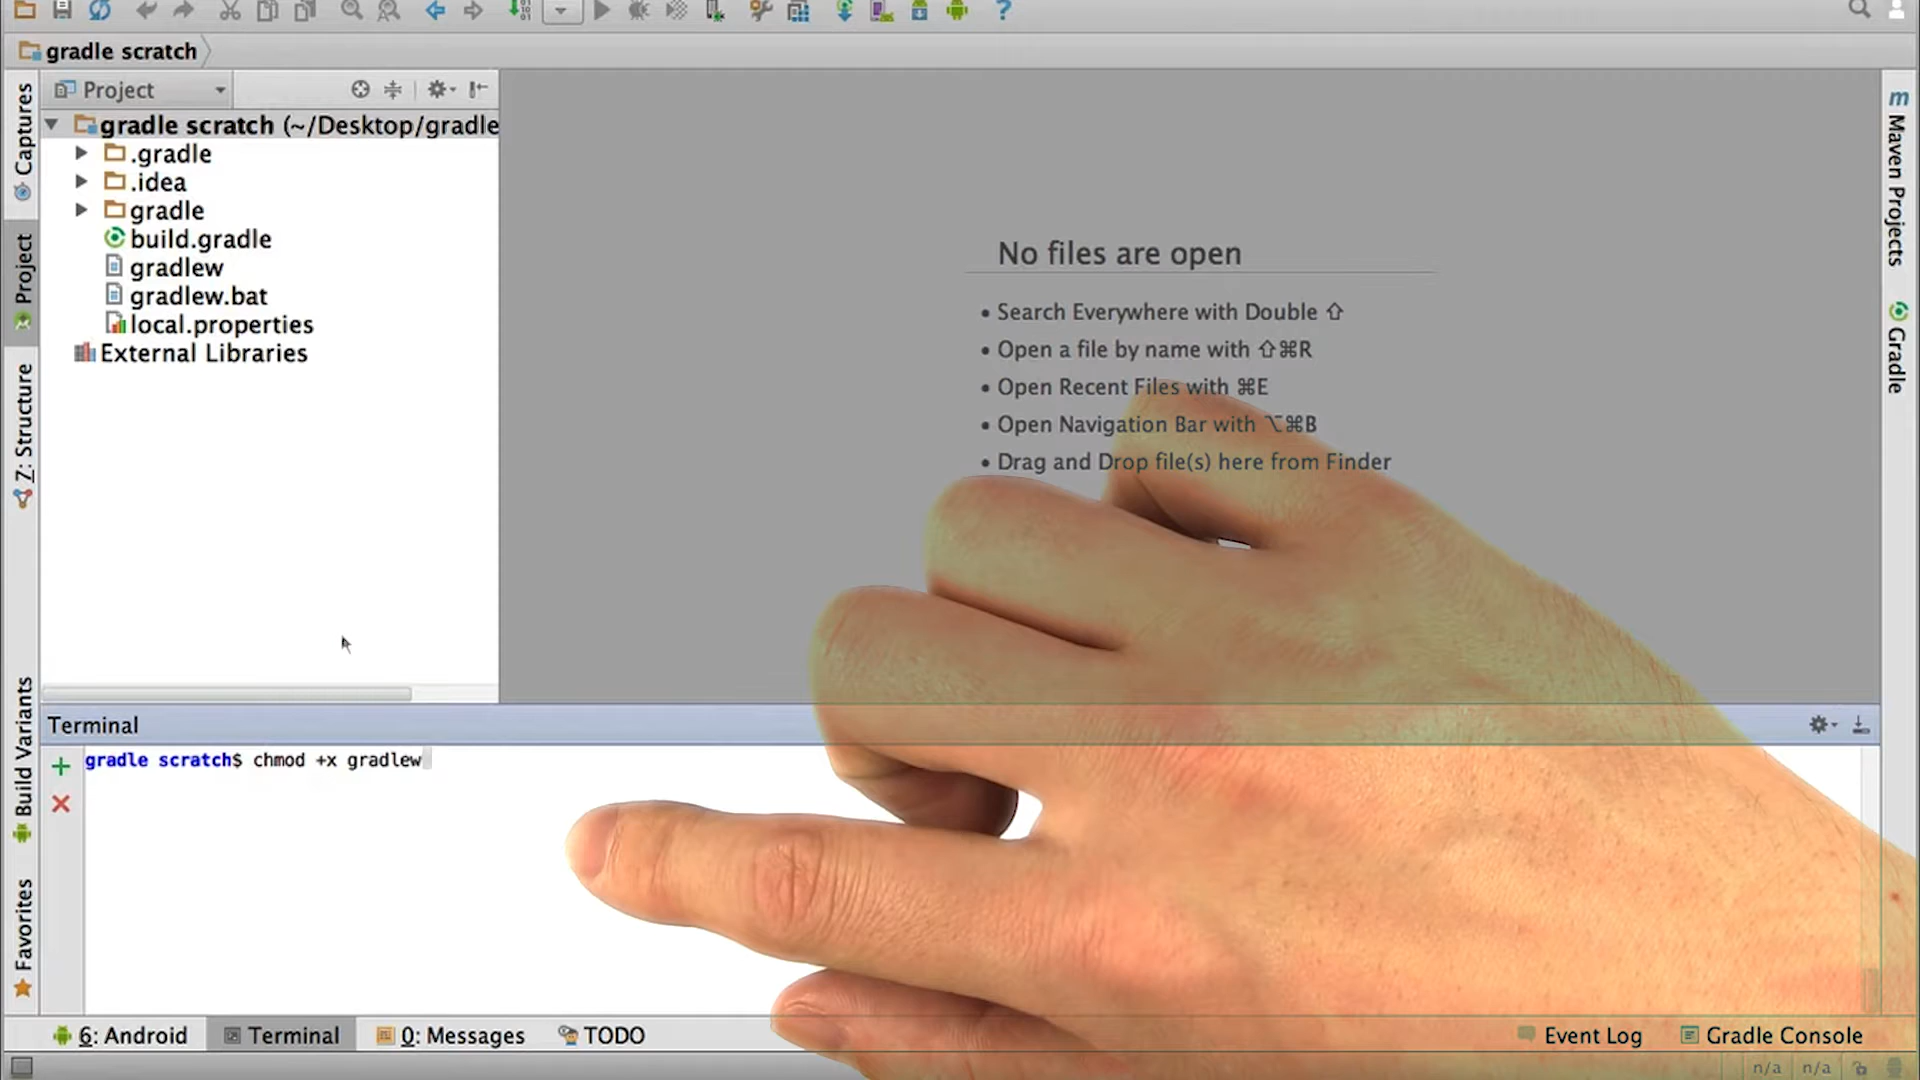 gradle scratch
Project
gradle scratch (~/Desktop/gradle
.gradle
.idea
gradle
build.gradle
gradlew
gradlew.bat
local.properties
External Libraries
Captures
Project
Z: Structure
Build Variants
Favorites
No files are open
• Search Everywhere with Double ⇧
• Open a file by name with ⇧⌘R
• Open Recent Files with ⌘E
• Open Navigation Bar with ⌥⌘B
• Drag and Drop file(s) here from Finder
m Maven Projects
Gradle
Terminal
gradle scratch$ chmod +x gradlew
6: Android
Terminal
0: Messages
TODO
Event Log
Gradle Console
n/a
n/a